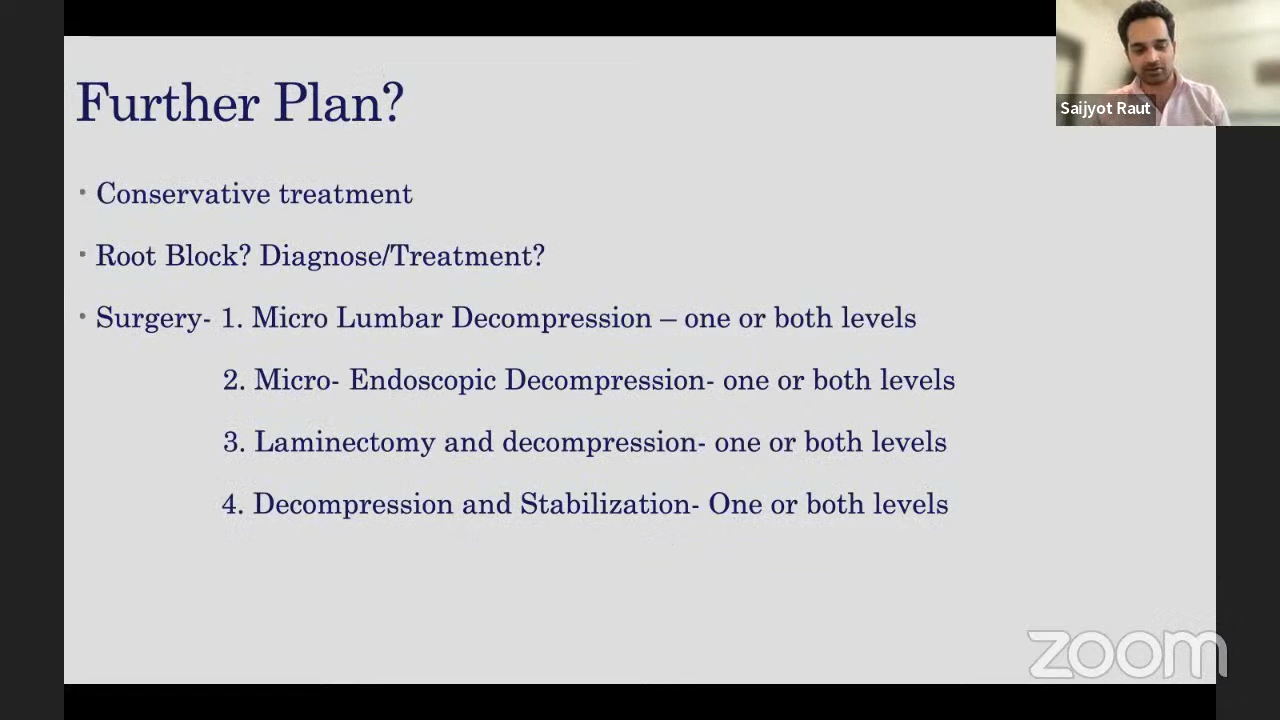 Further Plan?
Saijyot Raut
• Conservative treatment
• Root Block? Diagnose/Treatment?
• Surgery- 1. Micro Lumbar Decompression – one or both levels
2. Micro- Endoscopic Decompression- one or both levels
3. Laminectomy and decompression- one or both levels
4. Decompression and Stabilization- One or both levels
zoom